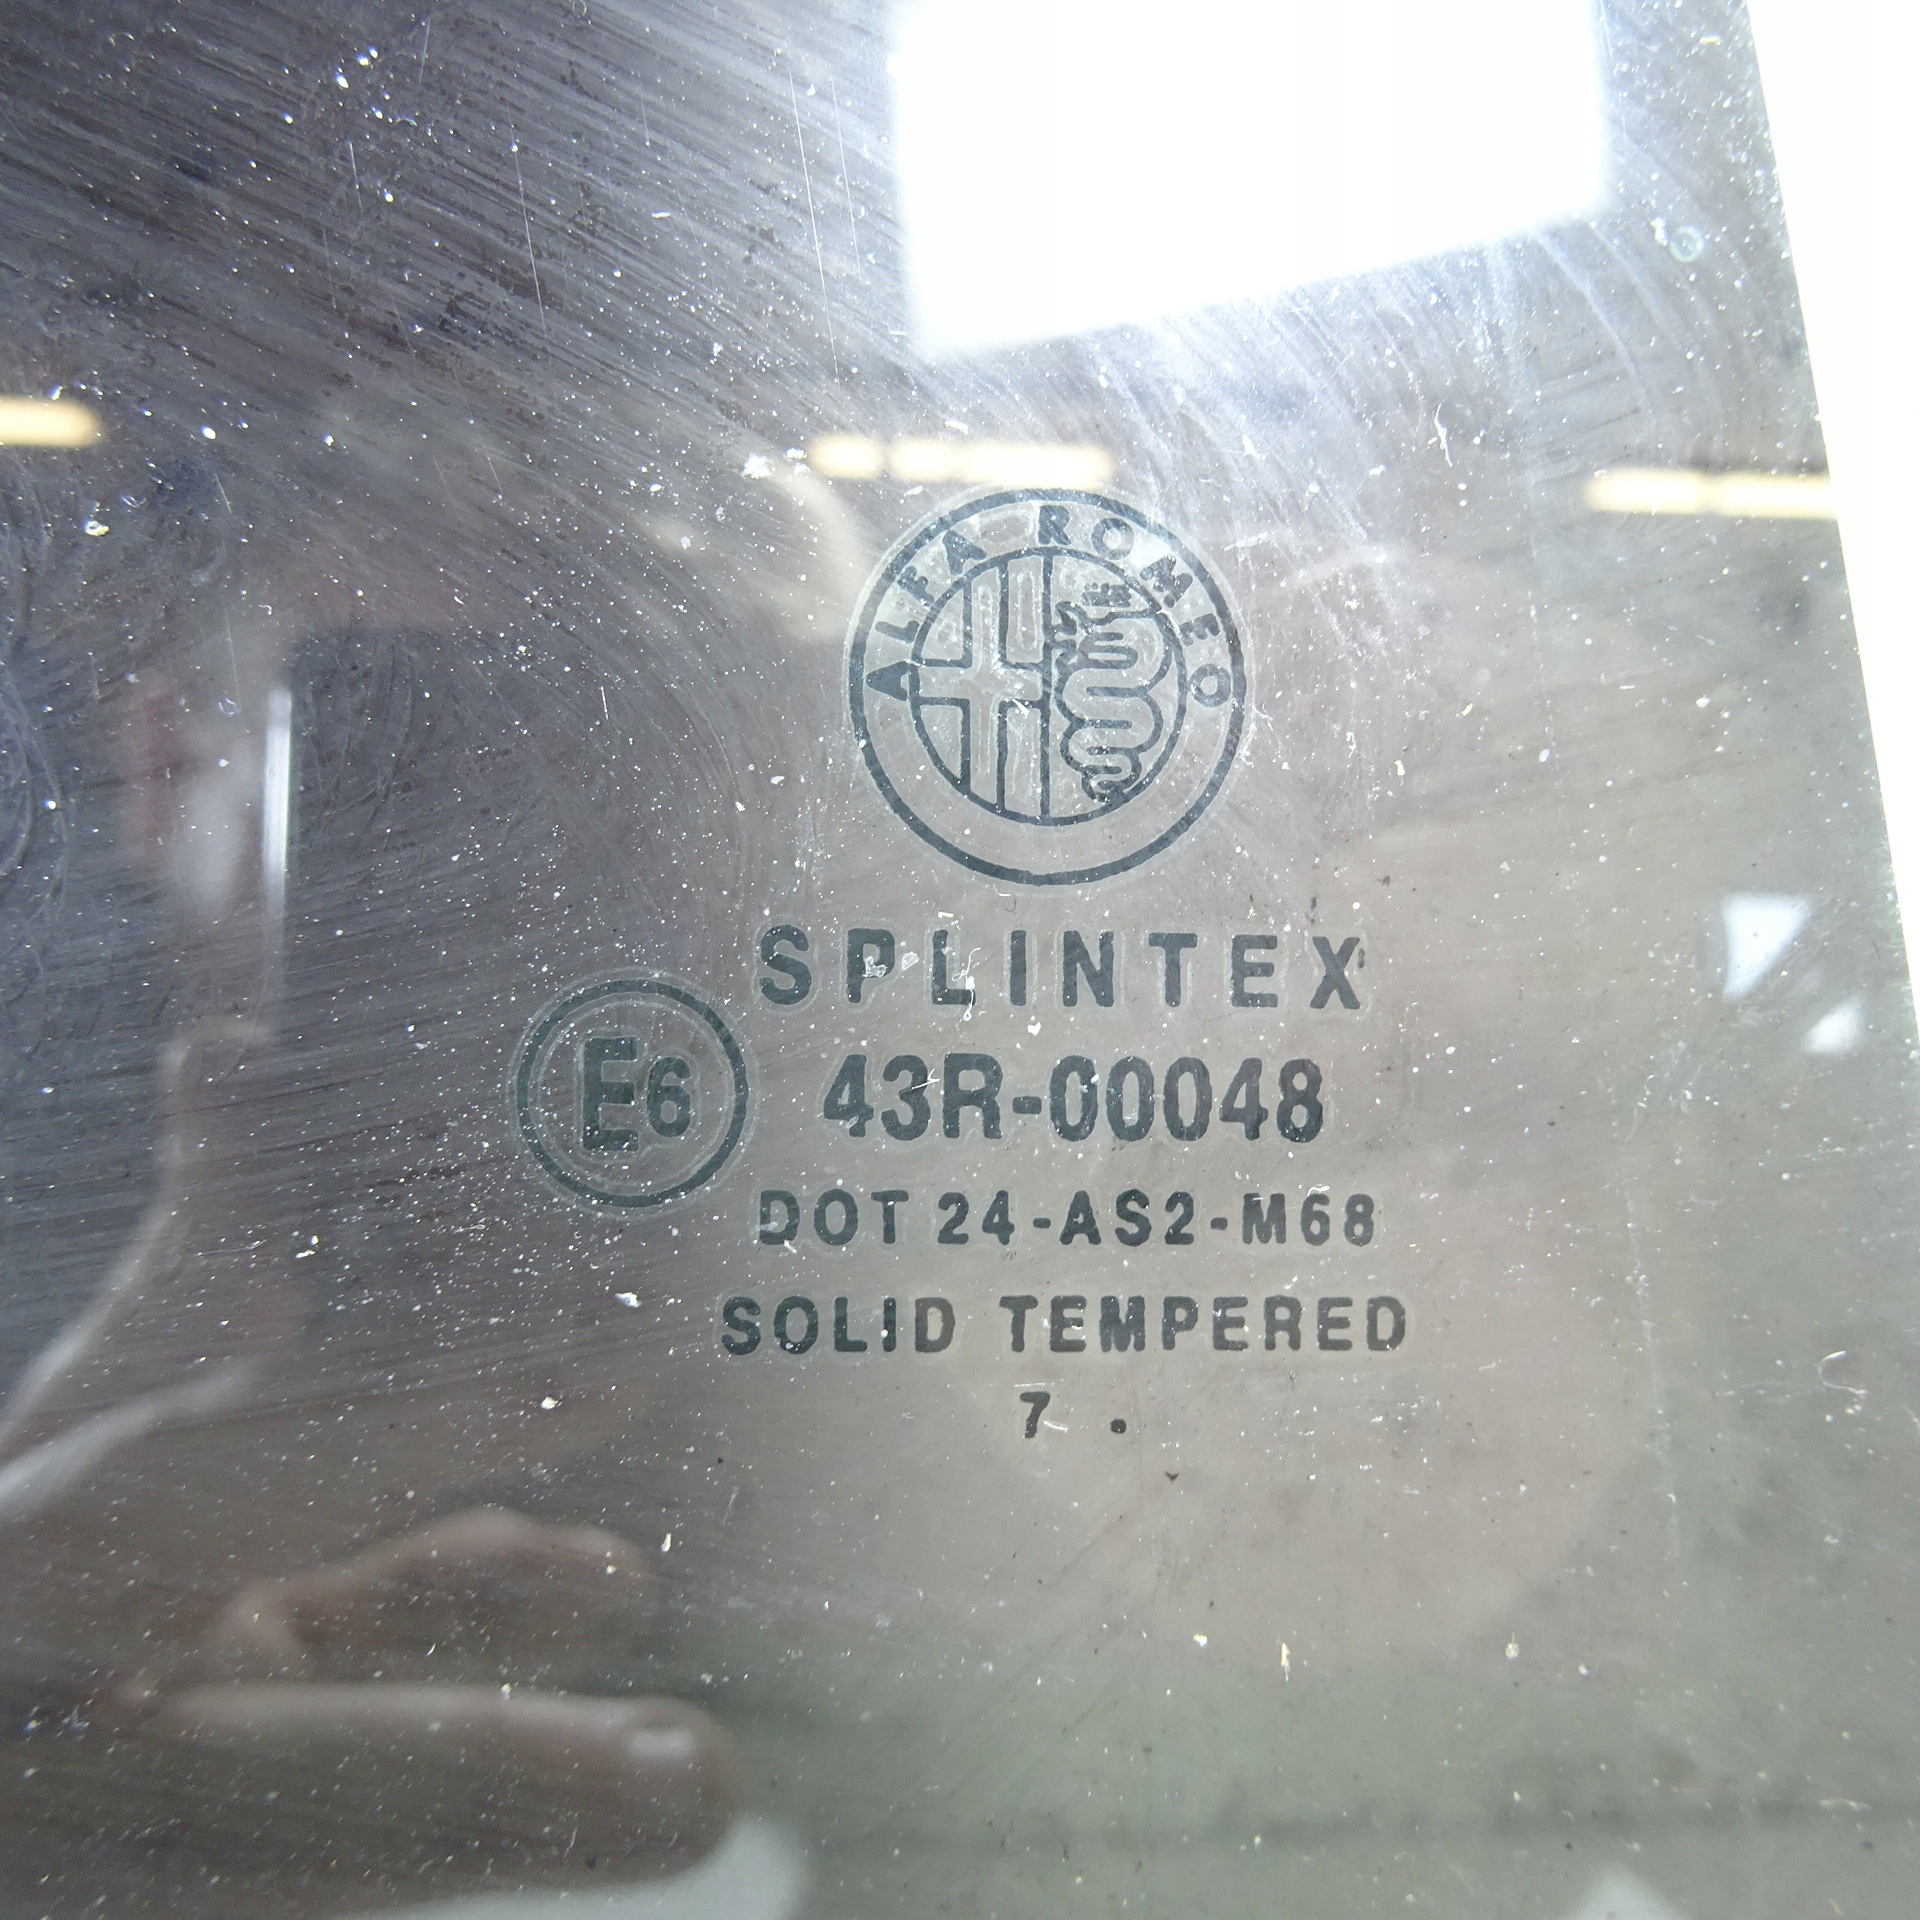 ALFA ROMEO
SPLINTEX
E6 43R-00048
DOT 24-AS2-M68
SOLID TEMPERED
7 .